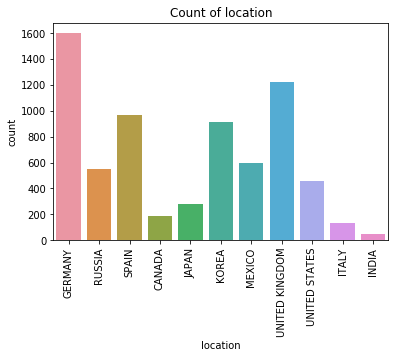 Count of location
count
1600
1400
1200
1000
800
600
400
200
0
GERMANY
RUSSIA
SPAIN
CANADA
JAPAN
KOREA
MEXICO
UNITED KINGDOM
UNITED STATES
ITALY
INDIA
location